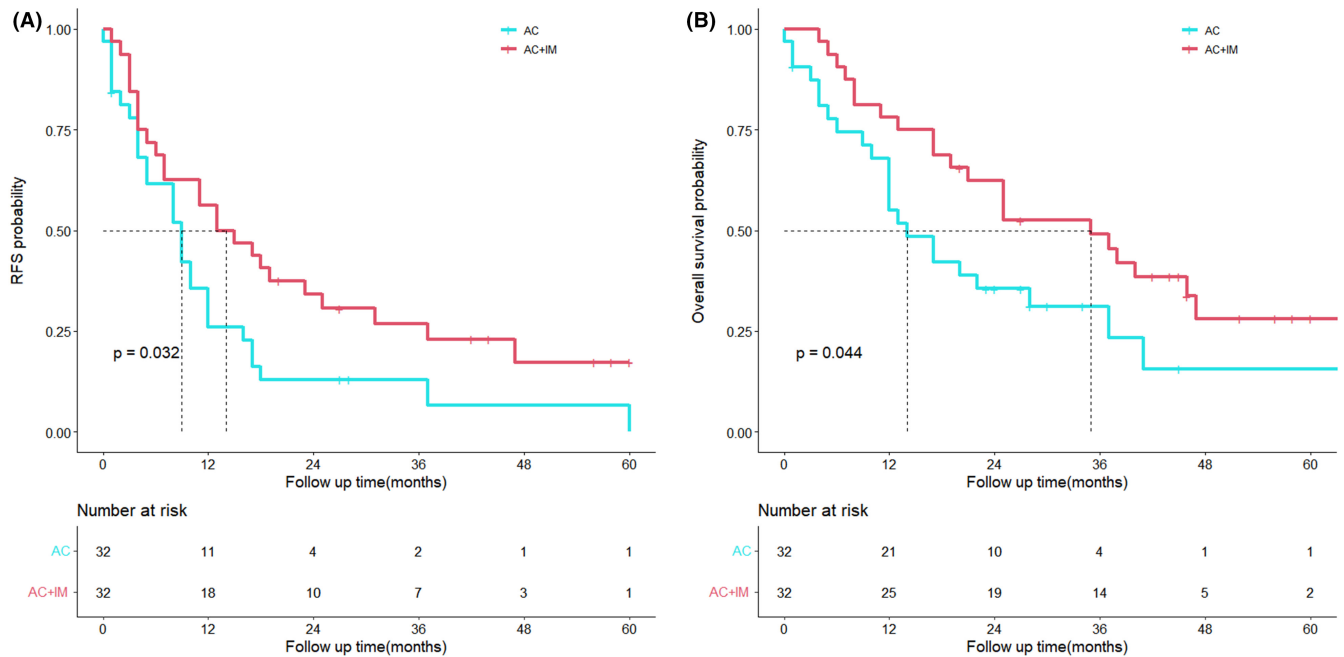 (A)
AC
AC+IM
1.00
0.75
0.50
0.25
0.00
RFS probability
p = 0.032
0 12 24 36 48 60
Follow up time(months)
Number at risk
AC 32 11 4 2 1 1
AC+IM 32 18 10 7 3 1
0 12 24 36 48 60
Follow up time(months)
(B)
AC
AC+IM
1.00
0.75
0.50
0.25
0.00
Overall survival probability
p = 0.044
0 12 24 36 48 60
Follow up time(months)
Number at risk
AC 32 21 10 4 1 1
AC+IM 32 25 19 14 5 2
0 12 24 36 48 60
Follow up time(months)